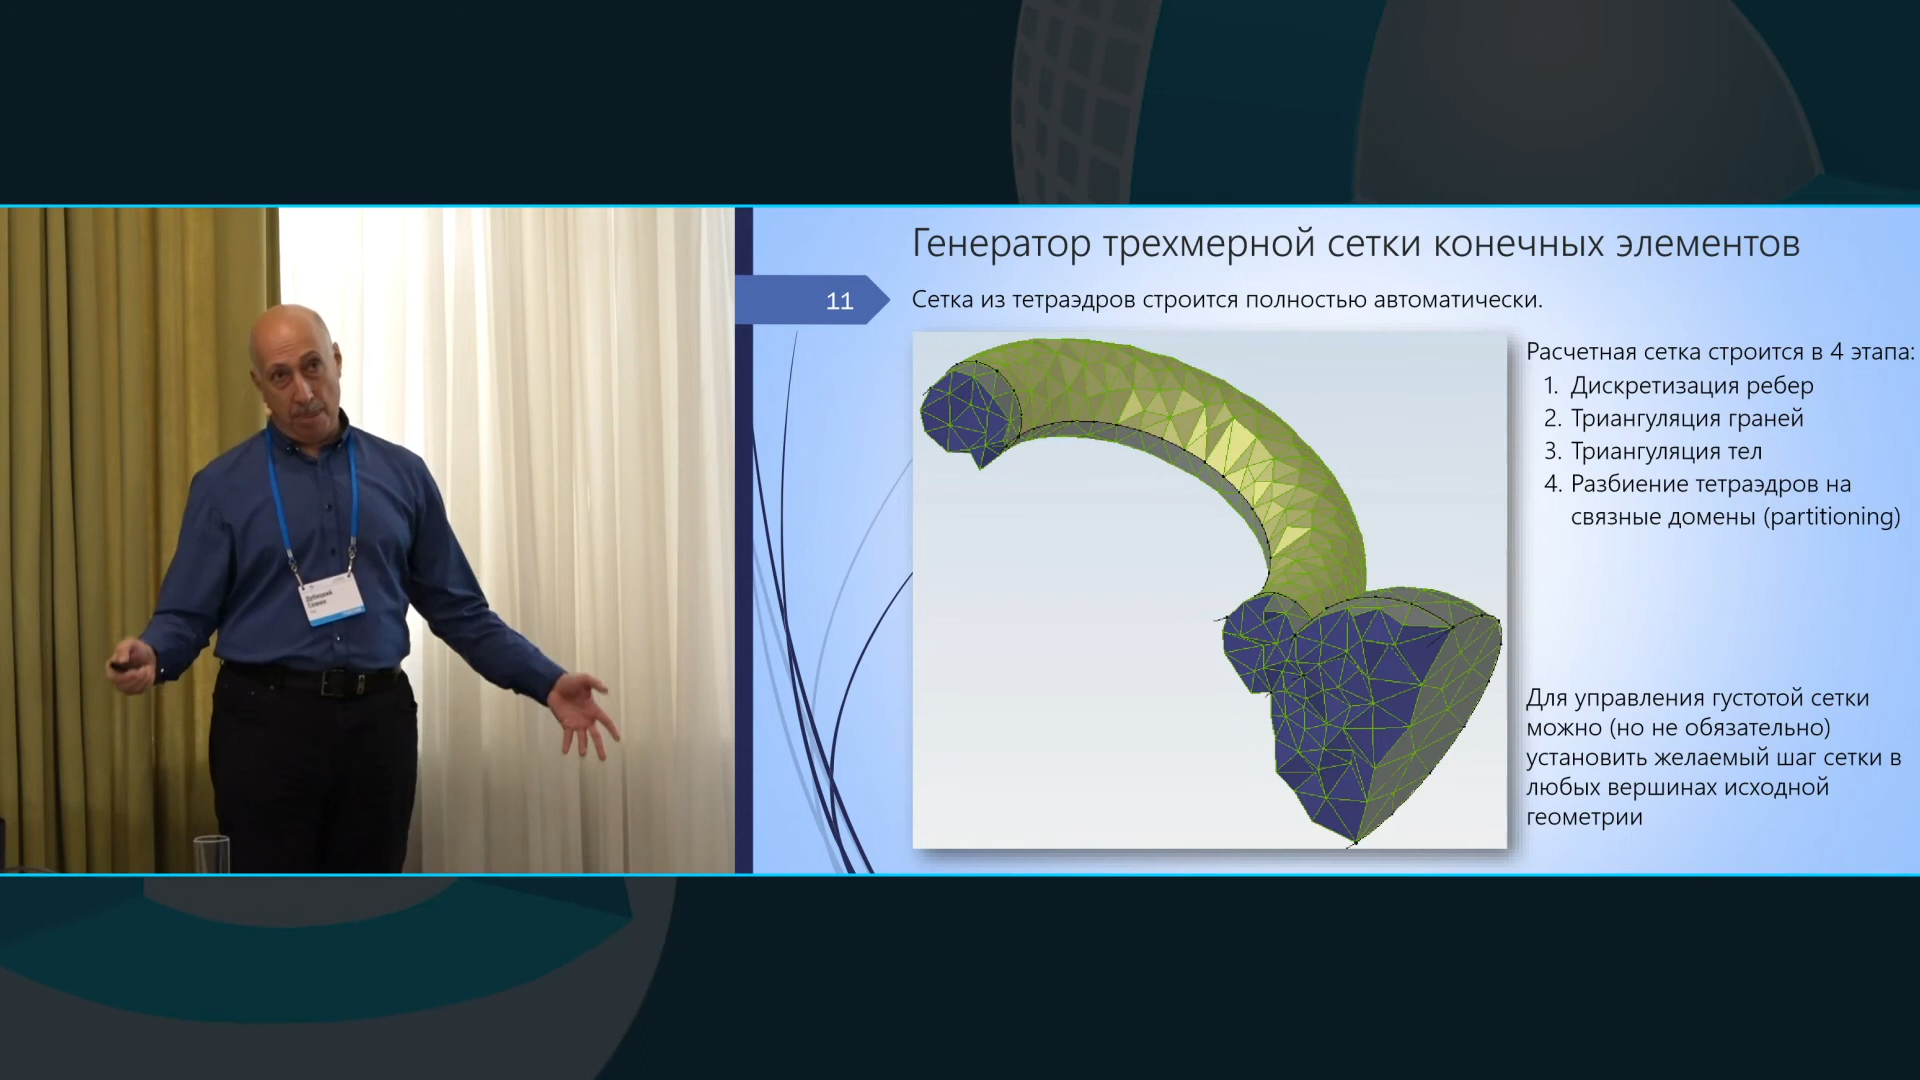 Генератор трехмерной сетки конечных элементов
11
Сетка из тетраэдров строится полностью автоматически.
Расчетная сетка строится в 4 этапа:
1. Дискретизация ребер
2. Триангуляция граней
3. Триангуляция тел
4. Разбиение тетраэдров на
связные домены (partitioning)
Для управления густотой сетки
можно (но не обязательно)
установить желаемый шаг сетки в
любых вершинах исходной
геометрии